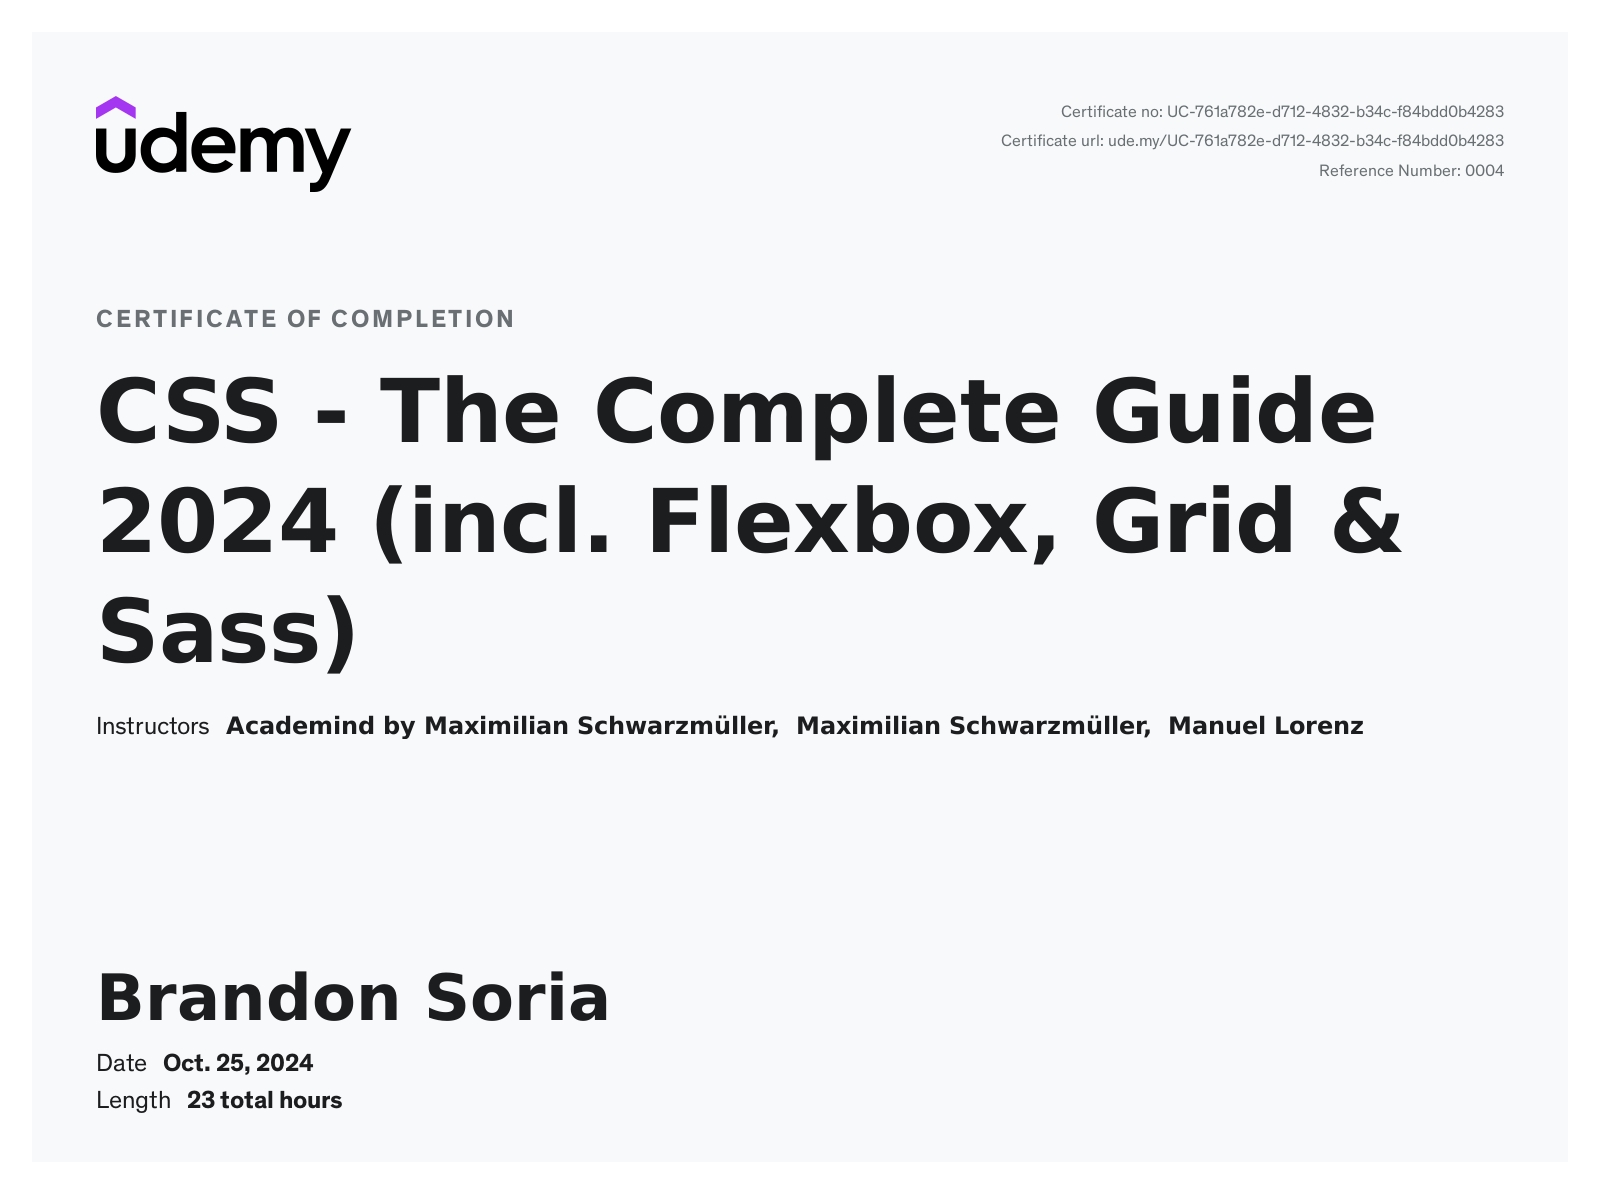 udemy
Certificate no: UC-761a782e-d712-4832-b34c-f84bdd0b4283
Certificate url: ude.my/UC-761a782e-d712-4832-b34c-f84bdd0b4283
Reference Number: 0004
CERTIFICATE OF COMPLETION
CSS - The Complete Guide
2024 (incl. Flexbox, Grid &
Sass)
Instructors Academind by Maximilian Schwarzmüller, Maximilian Schwarzmüller, Manuel Lorenz
Brandon Soria
Date Oct. 25, 2024
Length 23 total hours